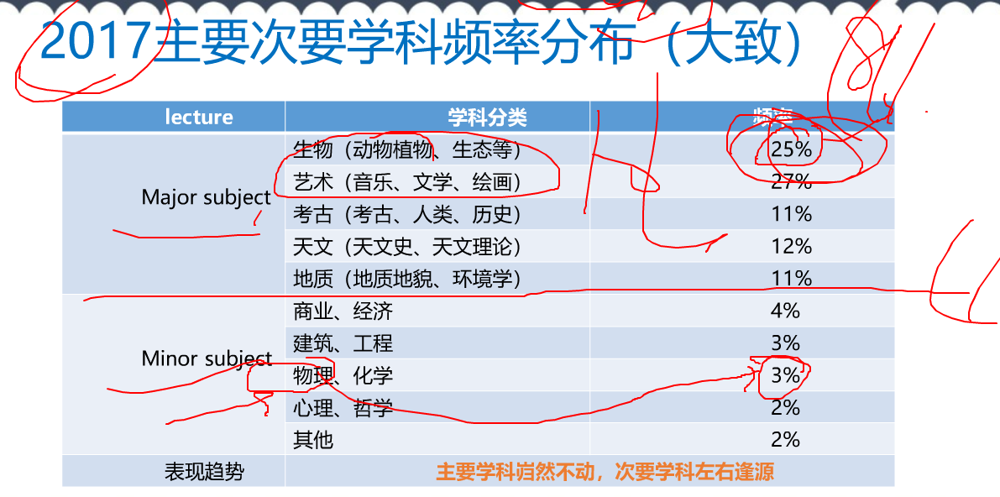 2017主要次要学科频率分布（大致）
lecture 学科分类 频率
Major subject
生物（动物植物、生态等） 25%
艺术（音乐、文学、绘画） 27%
考古（考古、人类、历史） 11%
天文（天文史、天文理论） 12%
地质（地质地貌、环境学） 11%
Minor subject
商业、经济 4%
建筑、工程 3%
物理、化学 3%
心理、哲学 2%
其他 2%
表现趋势 主要学科岿然不动，次要学科左右逢源